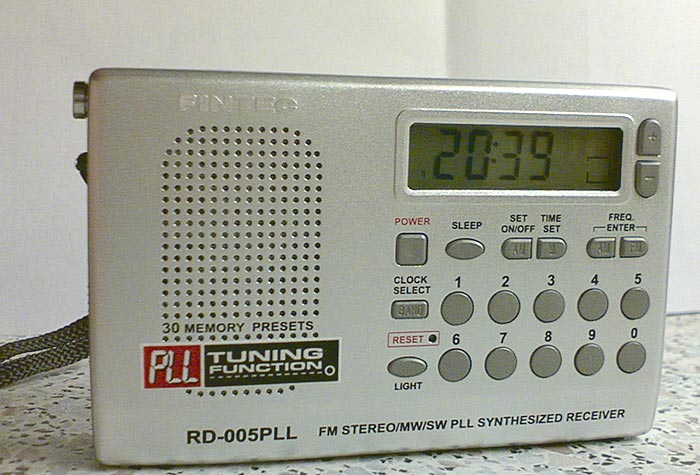 FINTEC
20:39
+
-
POWER
SLEEP
SET
ON/OFF
TIME
SET
FREQ.
ENTER
CLOCK
SELECT
BAND
1 2 3 4 5
RESET
6 7 8 9 0
LIGHT
30 MEMORY PRESETS
PLL TUNING
FUNCTION
RD-005PLL FM STEREO/MW/SW PLL SYNTHESIZED RECEIVER